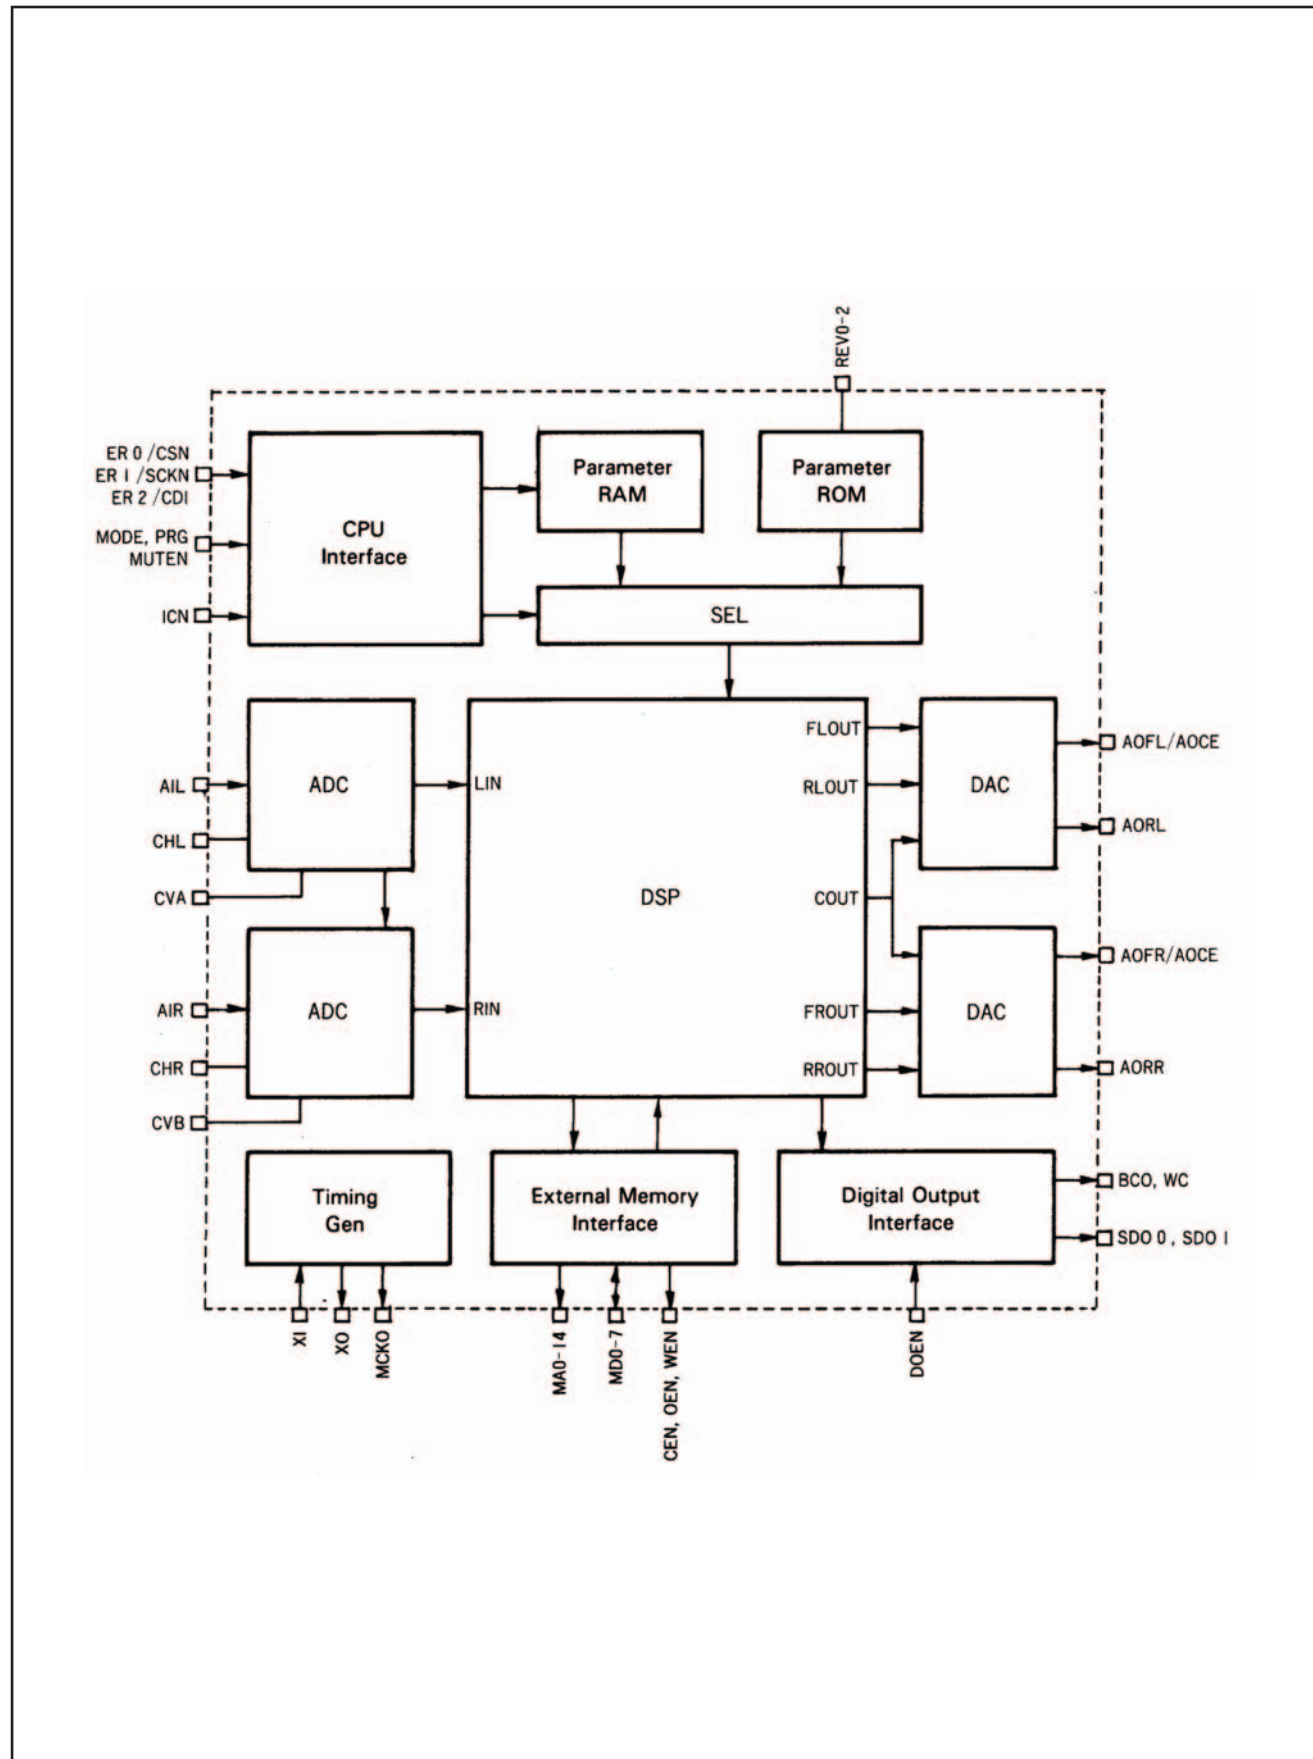 REV0-2
ER 0 /CSN
ER 1 /SCKN
ER 2 /CDI
MODE, PRG
MUTEN
ICN
CPU
Interface
Parameter
RAM
Parameter
ROM
SEL
AIL
CHL
CVA
ADC
LIN
AIR
CHR
CVB
ADC
RIN
DSP
FLOUT
RLOUT
COUT
FROUT
RROUT
DAC
DAC
AOFL/AOCE
AORL
AOFR/AOCE
AORR
Timing
Gen
External Memory
Interface
Digital Output
Interface
BCO, WC
SDO 0, SDO 1
XI
XO
MCKO
MA0-14
MD0-7
CEN, OEN, WEN
DOEN